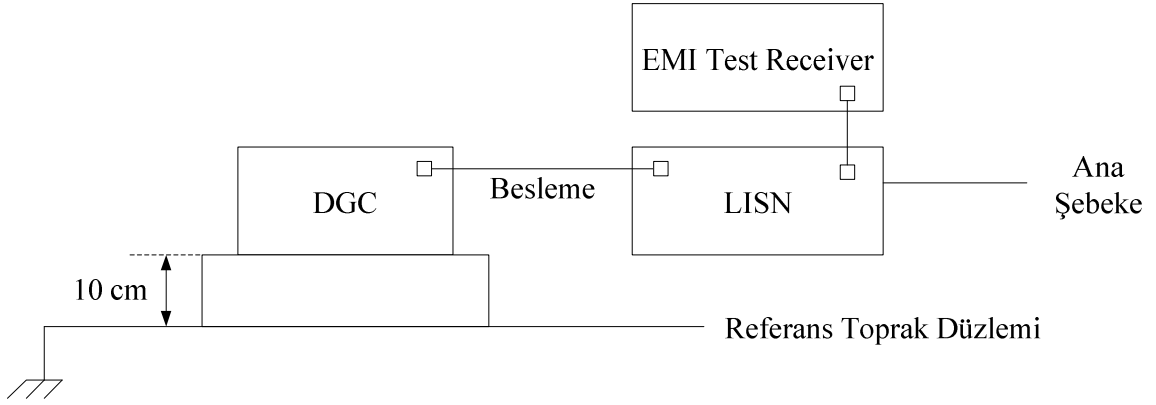 EMI Test Receiver
DGC
Besleme
LISN
Ana
Şebeke
10 cm
Referans Toprak Düzlemi